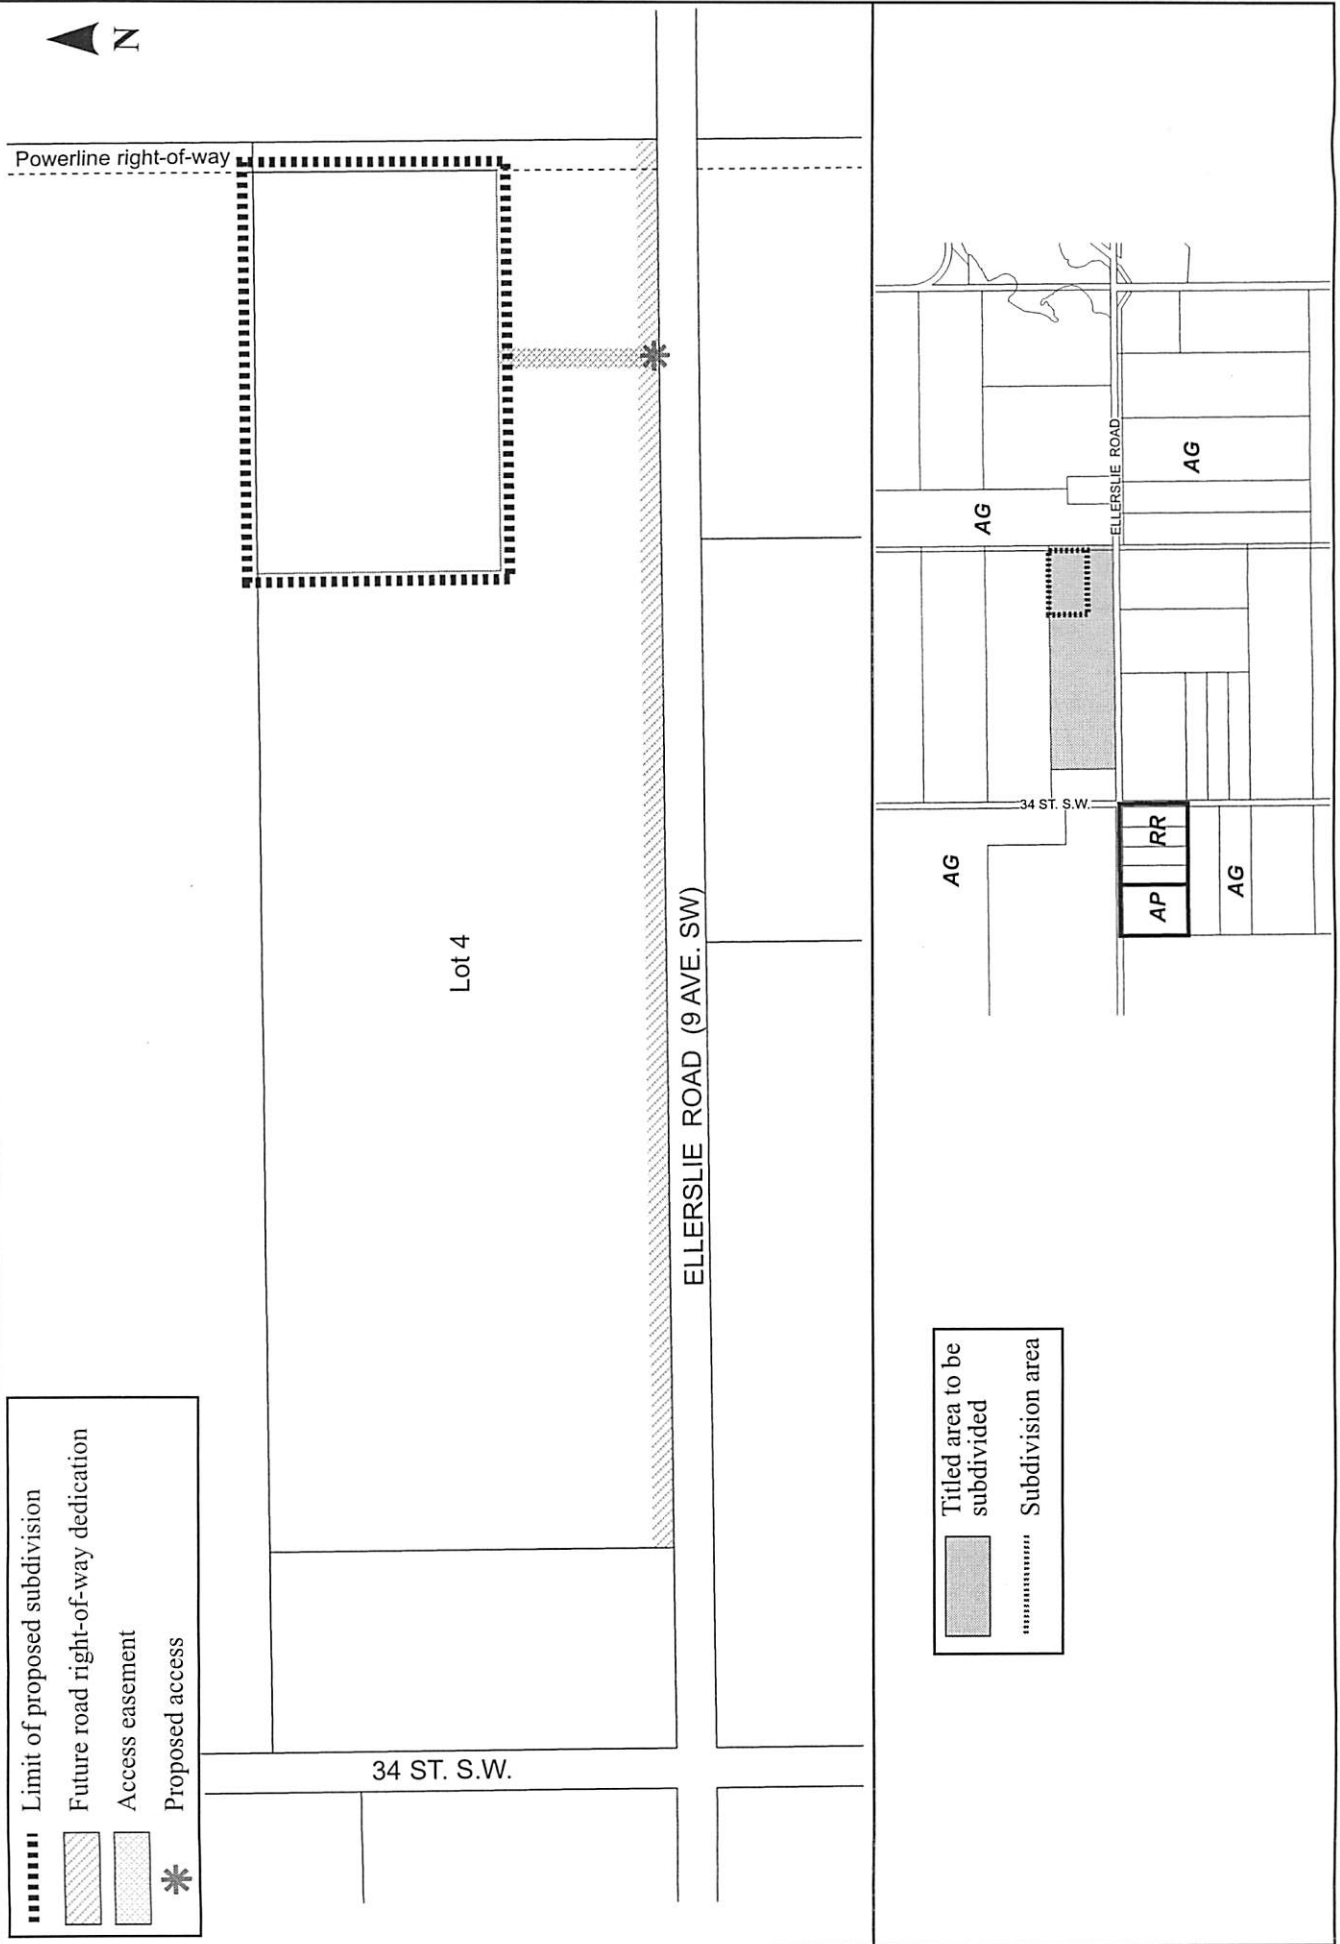 N
Limit of proposed subdivision
Future road right-of-way dedication
Access easement
Proposed access
Powerline right-of-way
Lot 4
34 ST. S.W.
ELLERSLIE ROAD (9 AVE. SW)
Titled area to be
subdivided
Subdivision area
AG
AG
34 ST. S.W.
ELLERSLIE ROAD
AP
RR
AG
AG